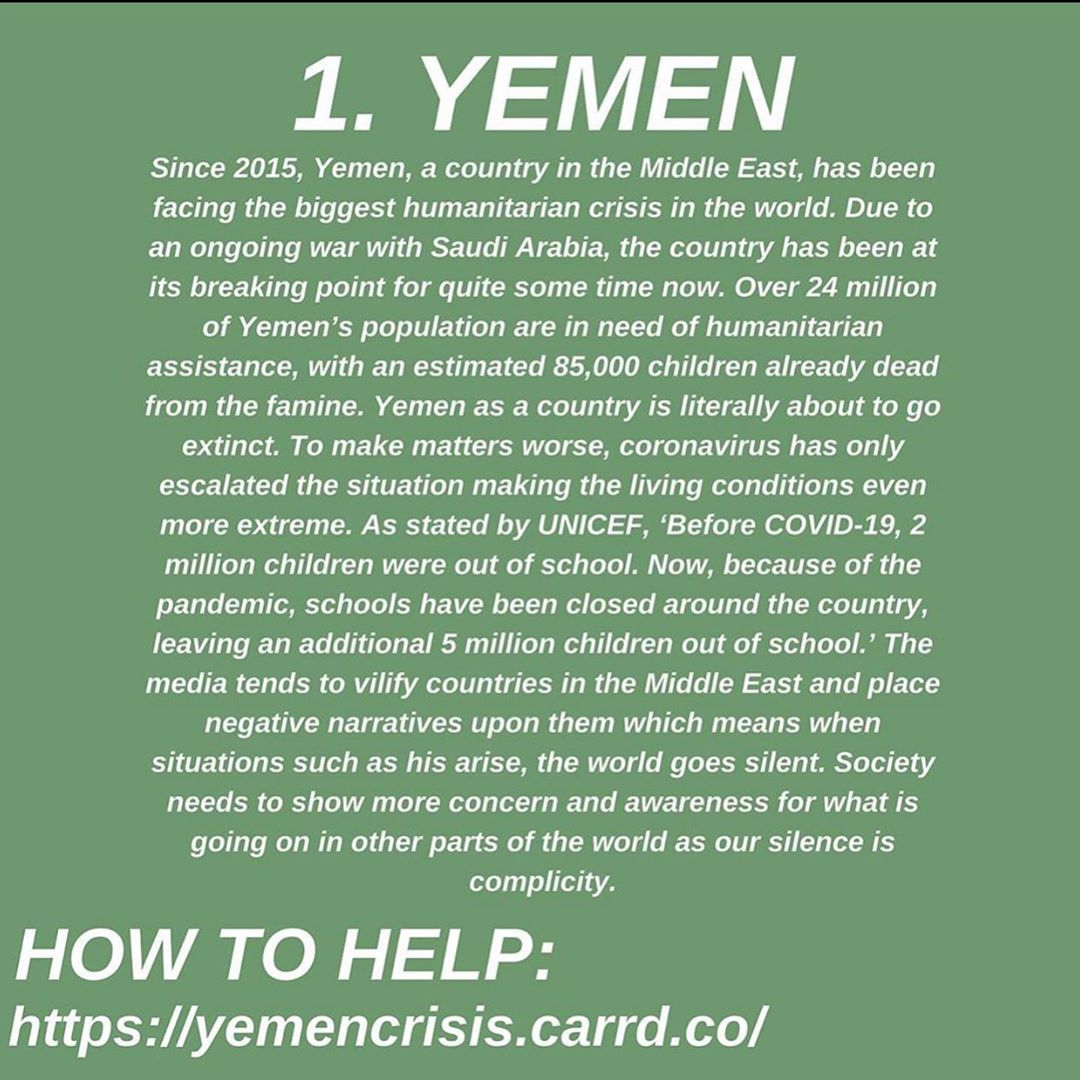 1. YEMEN
Since 2015, Yemen, a country in the Middle East, has been
facing the biggest humanitarian crisis in the world. Due to
an ongoing war with Saudi Arabia, the country has been at
its breaking point for quite some time now. Over 24 million
of Yemen’s population are in need of humanitarian
assistance, with an estimated 85,000 children already dead
from the famine. Yemen as a country is literally about to go
extinct. To make matters worse, coronavirus has only
escalated the situation making the living conditions even
more extreme. As stated by UNICEF, ‘Before COVID-19, 2
million children were out of school. Now, because of the
pandemic, schools have been closed around the country,
leaving an additional 5 million children out of school.’ The
media tends to vilify countries in the Middle East and place
negative narratives upon them which means when
situations such as his arise, the world goes silent. Society
needs to show more concern and awareness for what is
going on in other parts of the world as our silence is
complicity.
HOW TO HELP:
https://yemencrisis.carrd.co/